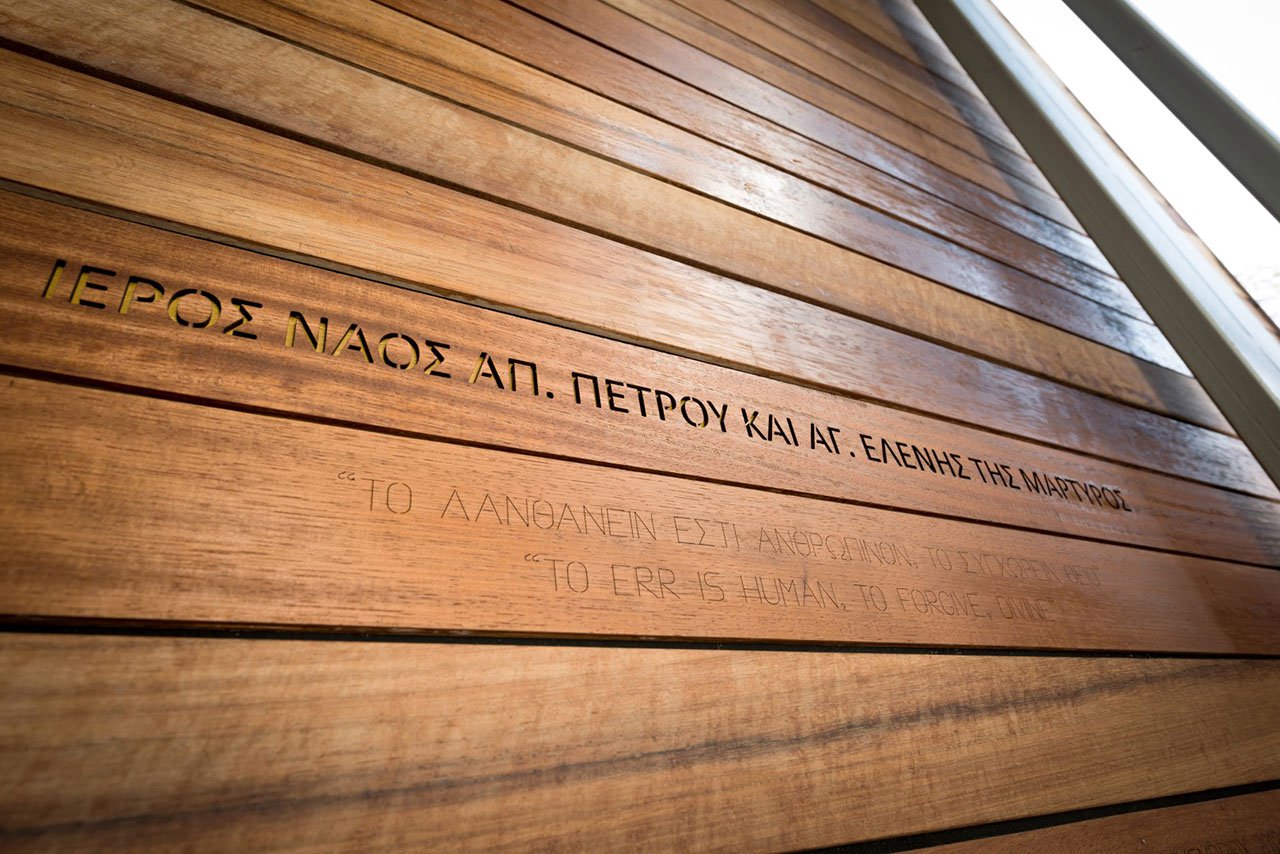 ΙΕΡΟΣ ΝΑΟΣ ΑΠ. ΠΕΤΡΟΥ ΚΑΙ ΑΓ. ΕΛΕΝΗΣ ΤΗΣ ΜΑΡΤΥΡΟΣ
“ΤΟ ΛΑΝΘΑΝΕΙΝ ΕΣΤΙ ΑΝΘΡΩΠΙΝΟΝ, ΤΟ ΣΥΓΧΩΡΕΙΝ ΘΕΙΟ”
“TO ERR IS HUMAN, TO FORGIVE, DIVINE”